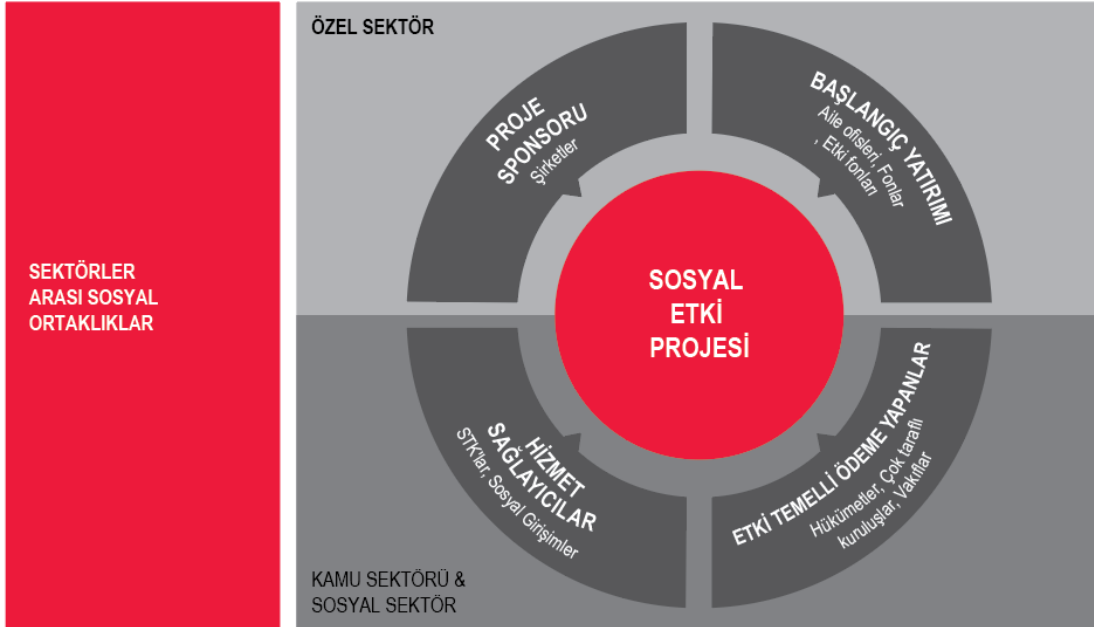 SEKTÖRLER
ARASI SOSYAL
ORTAKLIKLAR
ÖZEL SEKTÖR
PROJE
SPONSORU
Şirketler
BAŞLANGIÇ YATIRIMI
Aile ofisleri, Fonlar
, Etki fonları
SOSYAL
ETKİ
PROJESİ
HİZMET
SAĞLAYICILAR
STK'lar, Sosyal Girişimler
ETKİ TEMELLİ ÖDEME YAPANLAR
Hükümetler, Çok taraflı
kuruluşlar, Vakıflar
KAMU SEKTÖRÜ &
SOSYAL SEKTÖR